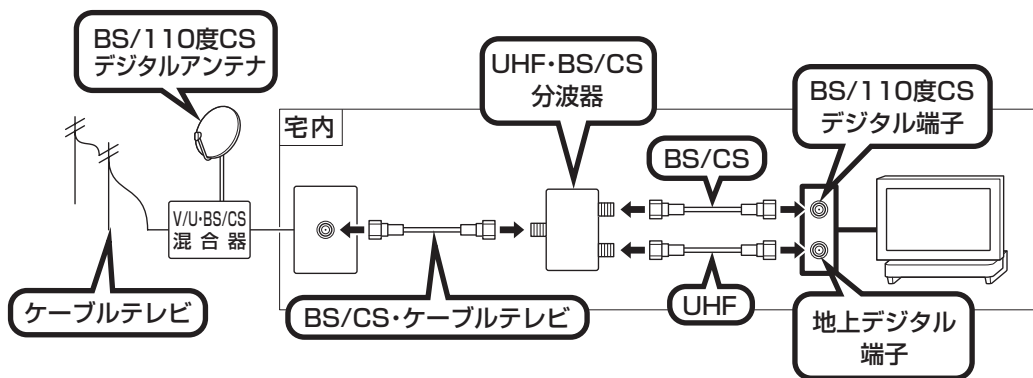 BS/110度CS
デジタルアンテナ
UHF･BS/CS
分波器
BS/110度CS
デジタル端子
宅内
BS/CS
V/U･BS/CS
混合器
ケーブルテレビ
BS/CS･ケーブルテレビ
UHF
地上デジタル
端子